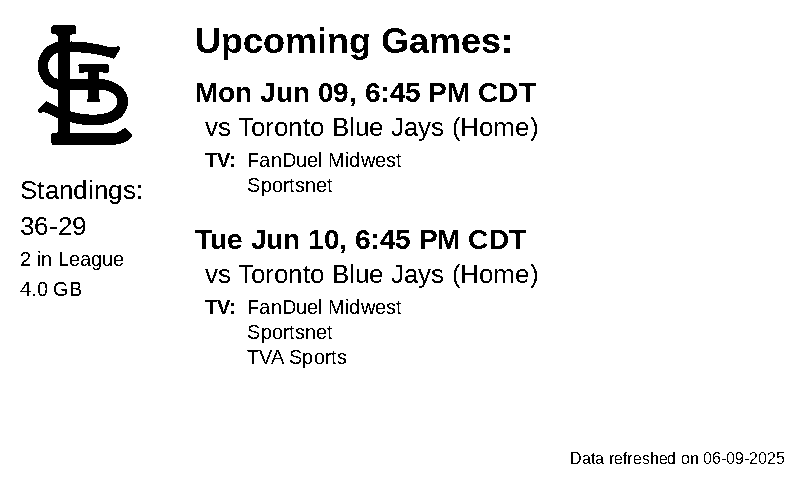 STL
Upcoming Games:
Mon Jun 09, 6:45 PM CDT
vs Toronto Blue Jays (Home)
TV: FanDuel Midwest
Sportsnet
Standings:
36-29
2 in League
4.0 GB
Tue Jun 10, 6:45 PM CDT
vs Toronto Blue Jays (Home)
TV: FanDuel Midwest
Sportsnet
TVA Sports
Data refreshed on 06-09-2025